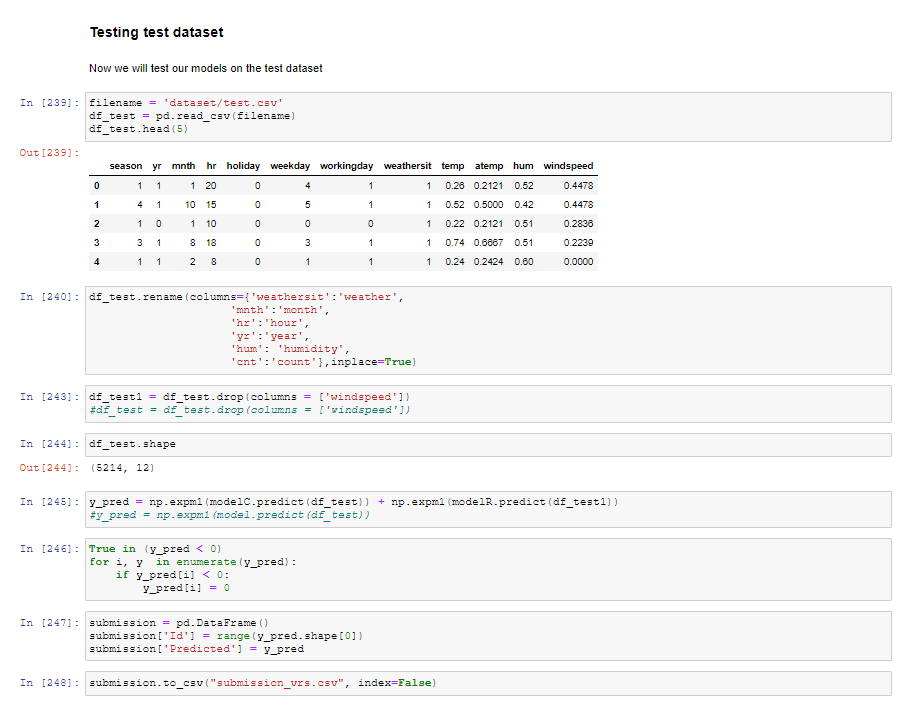 Testing test dataset
Now we will test our models on the test dataset
In [239]: filename = 'dataset/test.csv'
df_test = pd.read_csv(filename)
df_test.head(5)
Out[239]:
season yr mnth hr holiday weekday workingday weathersit temp atemp hum windspeed
0 1 1 1 20 0 4 1 1 0.26 0.2121 0.52 0.4478
1 4 1 10 15 0 5 1 1 0.52 0.5000 0.42 0.4478
2 1 0 1 10 0 0 0 1 0.22 0.2121 0.51 0.2836
3 3 1 8 18 0 3 1 1 0.74 0.6667 0.51 0.2239
4 1 1 2 8 0 1 1 1 0.24 0.2424 0.60 0.0000
In [240]: df_test.rename(columns={'weathersit':'weather',
'mnth':'month',
'hr':'hour',
'yr':'year',
'hum': 'humidity',
'cnt':'count'},inplace=True)
In [243]: df_test1 = df_test.drop(columns = ['windspeed'])
#df_test = df_test.drop(columns = ['windspeed'])
In [244]: df_test.shape
Out[244]: (5214, 12)
In [245]: y_pred = np.expm1(modelC.predict(df_test)) + np.expm1(modelR.predict(df_test1))
#y_pred = np.expm1(model.predict(df_test))
In [246]: True in (y_pred < 0)
for i, y  in enumerate(y_pred):
    if y_pred[i] < 0:
        y_pred[i] = 0
In [247]: submission = pd.DataFrame()
submission['Id'] = range(y_pred.shape[0])
submission['Predicted'] = y_pred
In [248]: submission.to_csv("submission_vrs.csv", index=False)